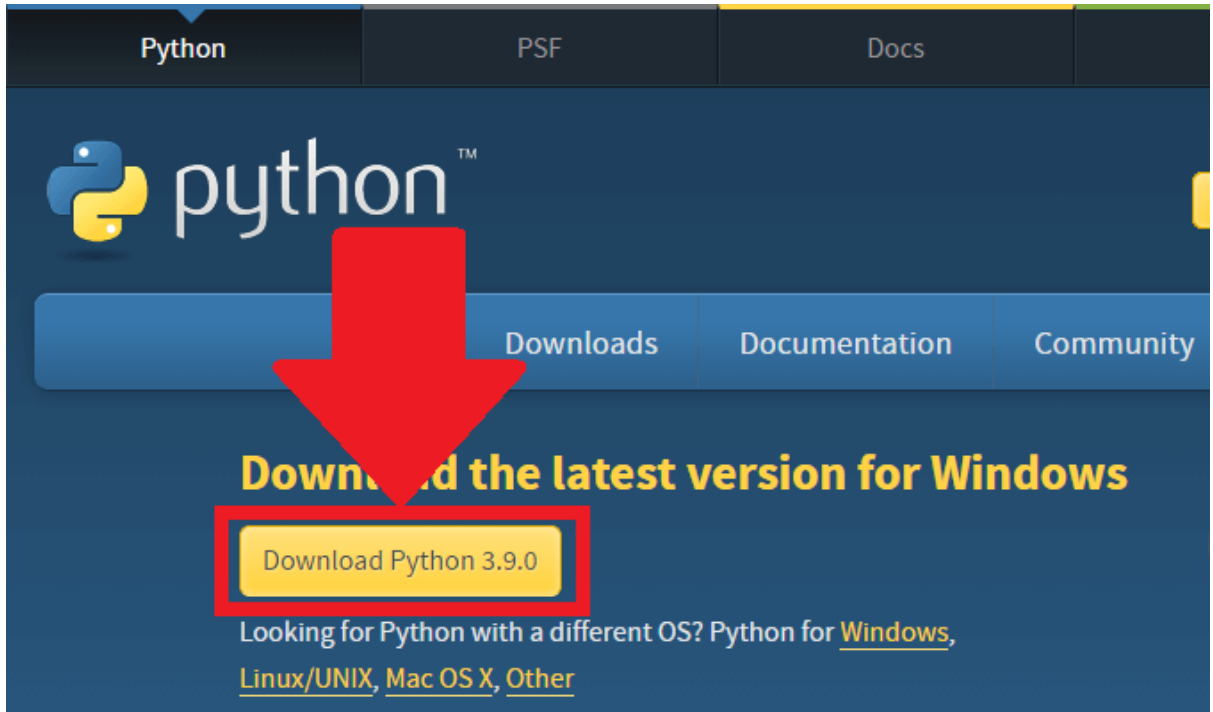 Python PSF Docs
python™
Downloads Documentation Community
the latest version for Windows
Download Python 3.9.0
Looking for Python with a different OS? Python for Windows,
Linux/UNIX, Mac OS X, Other